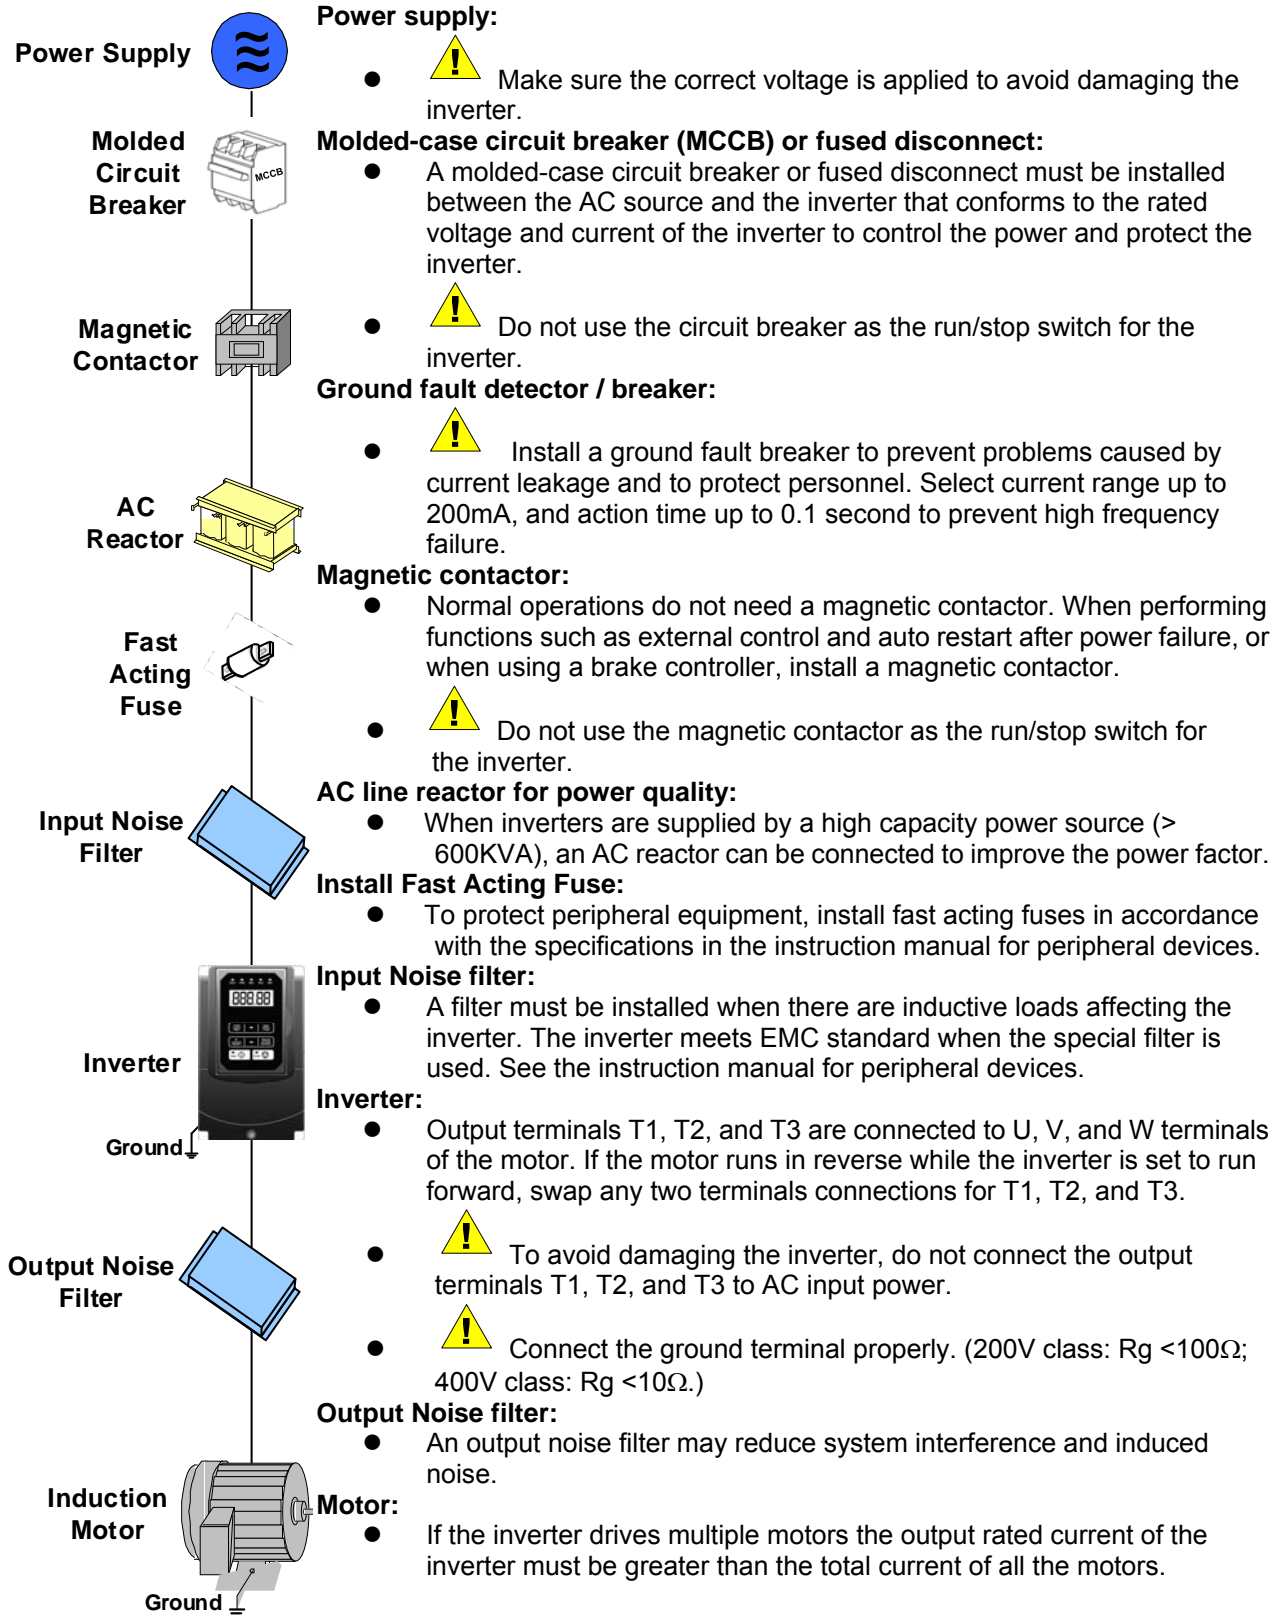 Power Supply
Molded
Circuit
Breaker
MCCB
Magnetic
Contactor
AC
Reactor
Fast
Acting
Fuse
Input Noise
Filter
Inverter
Ground
Output Noise
Filter
Induction
Motor
Ground
Power supply:
● ! Make sure the correct voltage is applied to avoid damaging the
inverter.
Molded-case circuit breaker (MCCB) or fused disconnect:
● A molded-case circuit breaker or fused disconnect must be installed
between the AC source and the inverter that conforms to the rated
voltage and current of the inverter to control the power and protect the
inverter.
● ! Do not use the circuit breaker as the run/stop switch for the
inverter.
Ground fault detector / breaker:
● ! Install a ground fault breaker to prevent problems caused by
current leakage and to protect personnel. Select current range up to
200mA, and action time up to 0.1 second to prevent high frequency
failure.
Magnetic contactor:
● Normal operations do not need a magnetic contactor. When performing
functions such as external control and auto restart after power failure, or
when using a brake controller, install a magnetic contactor.
● ! Do not use the magnetic contactor as the run/stop switch for
the inverter.
AC line reactor for power quality:
● When inverters are supplied by a high capacity power source (>
600KVA), an AC reactor can be connected to improve the power factor.
Install Fast Acting Fuse:
● To protect peripheral equipment, install fast acting fuses in accordance
with the specifications in the instruction manual for peripheral devices.
Input Noise filter:
● A filter must be installed when there are inductive loads affecting the
inverter. The inverter meets EMC standard when the special filter is
used. See the instruction manual for peripheral devices.
Inverter:
● Output terminals T1, T2, and T3 are connected to U, V, and W terminals
of the motor. If the motor runs in reverse while the inverter is set to run
forward, swap any two terminals connections for T1, T2, and T3.
● ! To avoid damaging the inverter, do not connect the output
terminals T1, T2, and T3 to AC input power.
● ! Connect the ground terminal properly. (200V class: Rg <100Ω;
400V class: Rg <10Ω.)
Output Noise filter:
● An output noise filter may reduce system interference and induced
noise.
Motor:
● If the inverter drives multiple motors the output rated current of the
inverter must be greater than the total current of all the motors.